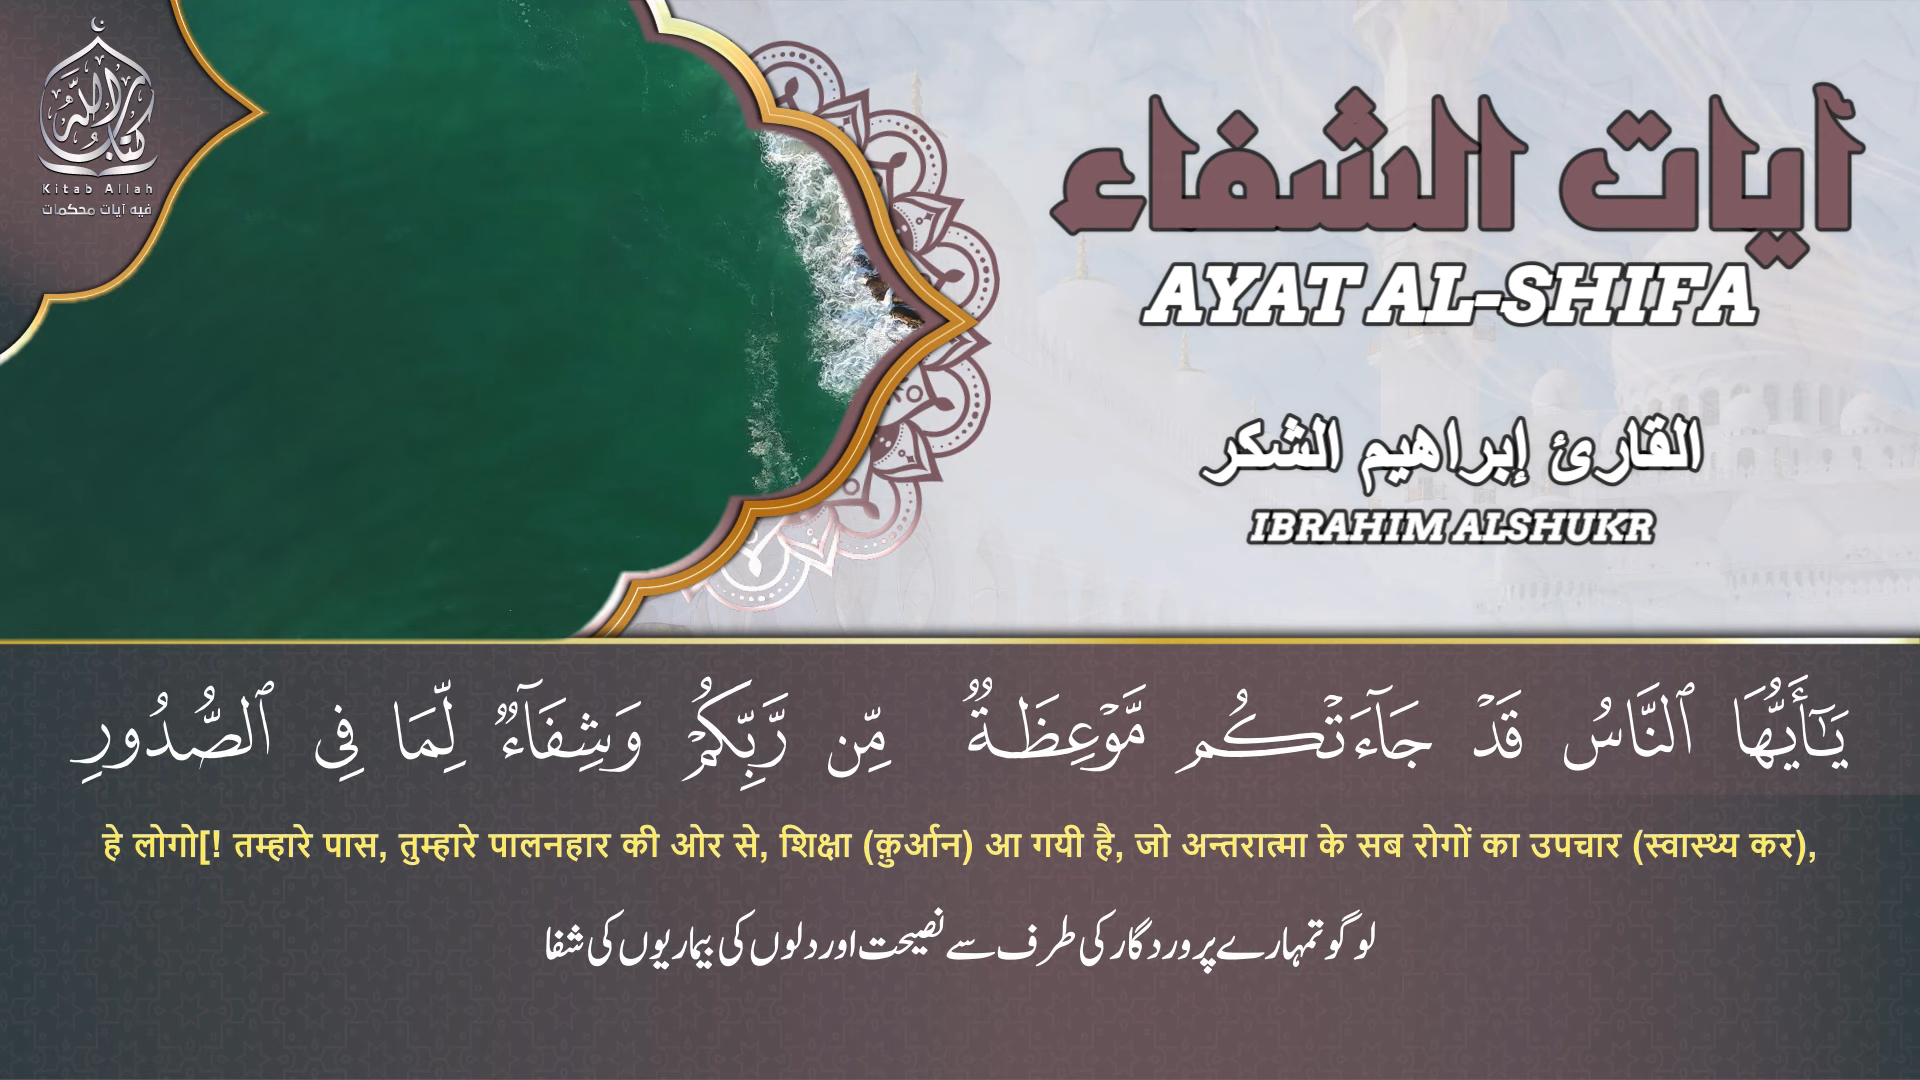 كتاب الله
Kitab Allah
فيه آيات محكمات
آيات الشفاء
AYAT AL-SHIFA
القارئ إبراهيم الشكر
IBRAHIM ALSHUKR
يَـٰٓأَيُّهَا ٱلنَّاسُ قَدْ جَآءَتْكُم مَّوْعِظَةٌ مِّن رَّبِّكُمْ وَشِفَآءٌ لِّمَا فِى ٱلصُّدُورِ
हे लोगो[! तम्हारे पास, तुम्हारे पालनहार की ओर से, शिक्षा (क़ुर्आन) आ गयी है, जो अन्तरात्मा के सब रोगों का उपचार (स्वास्थ्य कर),
لوگو تمہارے پروردگار کی طرف سے نصیحت اور دلوں کی بیماریوں کی شفا